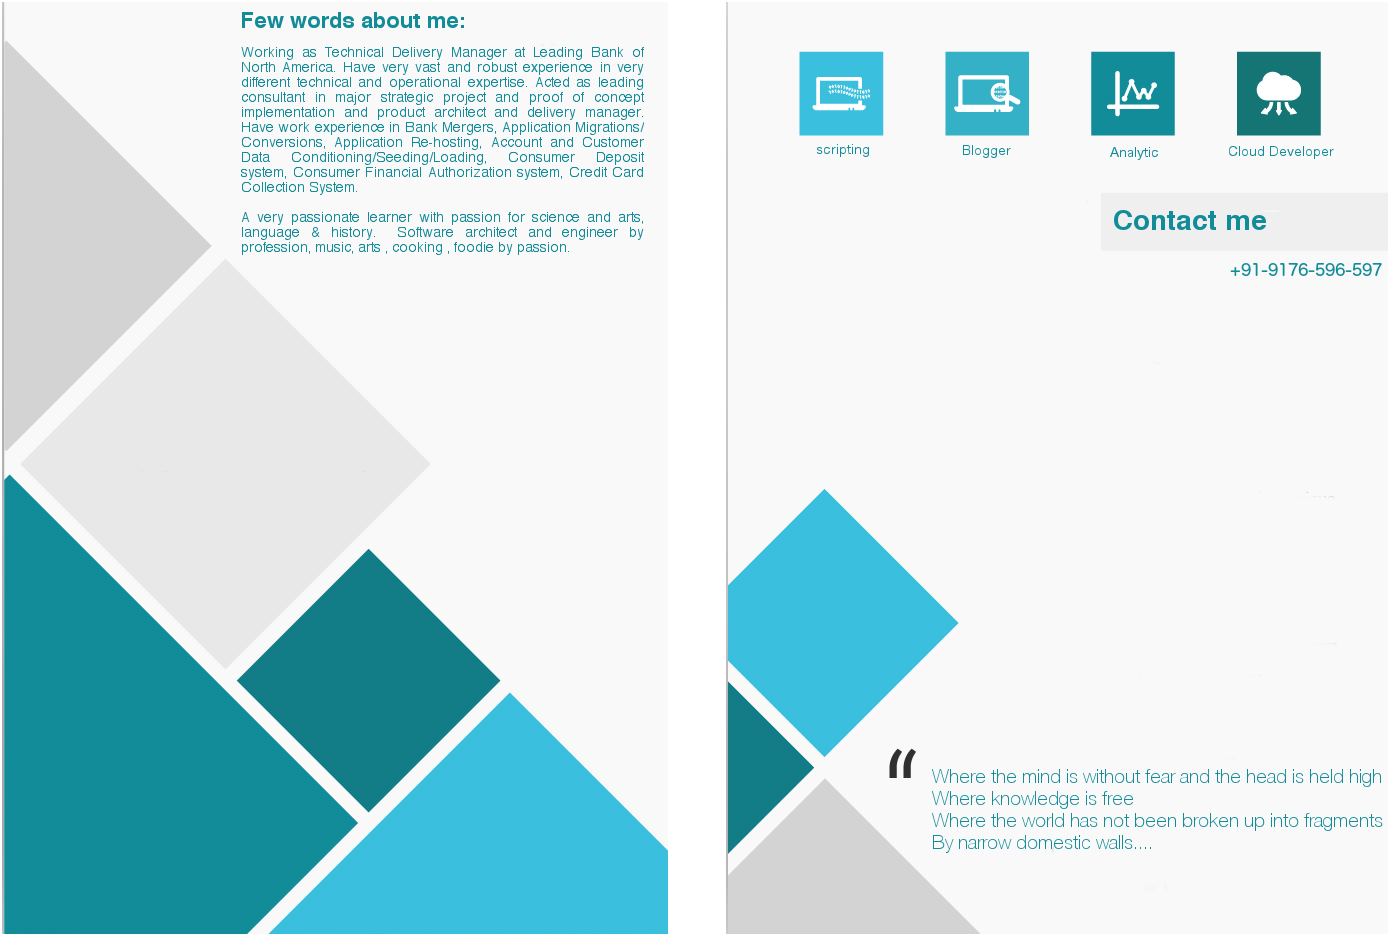 Few words about me:
Working as Technical Delivery Manager at Leading Bank of
North America. Have very vast and robust experience in very
different technical and operational expertise. Acted as leading
consultant in major strategic project and proof of concept
implementation and product architect and delivery manager.
Have work experience in Bank Mergers, Application Migrations/
Conversions, Application Re-hosting, Account and Customer
Data Conditioning/Seeding/Loading, Consumer Deposit
system, Consumer Financial Authorization system, Credit Card
Collection System.
A very passionate learner with passion for science and arts,
language & history. Software architect and engineer by
profession, music, arts , cooking , foodie by passion.
scripting
Blogger
Analytic
Cloud Developer
Contact me
+91-9176-596-597
“ Where the mind is without fear and the head is held high
Where knowledge is free
Where the world has not been broken up into fragments
By narrow domestic walls....